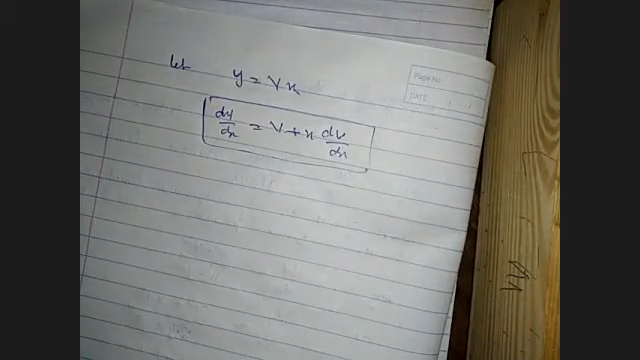 let y = vx
dy/dx = v + x dv/dx
Page No
DATE